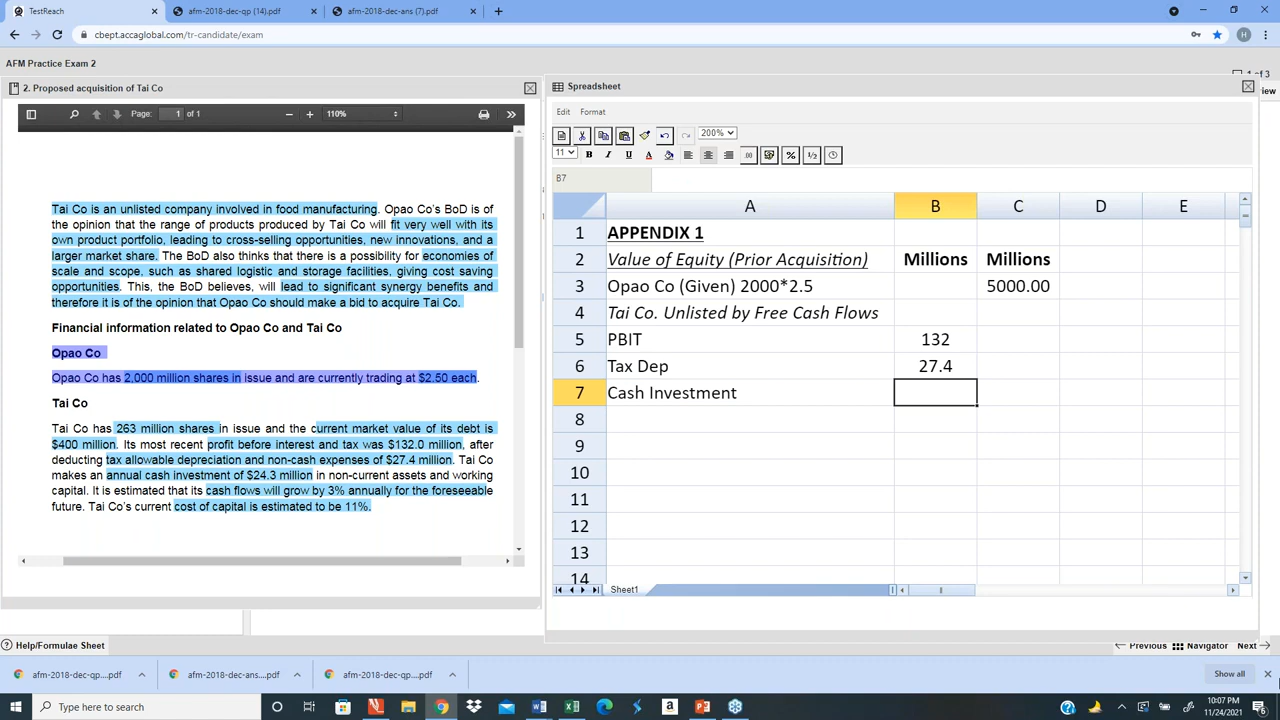 TestReach
afm-2018-dec-qp (14).pdf
afm-2018-dec-ans (7).pdf
cbept.accaglobal.com/tr-candidate/exam
H
AFM Practice Exam 2
1 of 3
2. Proposed acquisition of Tai Co
Spreadsheet
view
Page: 1 of 1
110%
Edit Format
200%
11
B I U A
.00 % 1/2
B7
Tai Co is an unlisted company involved in food manufacturing. Opao Co's BoD is of
the opinion that the range of products produced by Tai Co will fit very well with its
own product portfolio, leading to cross-selling opportunities, new innovations, and a
larger market share. The BoD also thinks that there is a possibility for economies of
scale and scope, such as shared logistic and storage facilities, giving cost saving
opportunities. This, the BoD believes, will lead to significant synergy benefits and
therefore it is of the opinion that Opao Co should make a bid to acquire Tai Co.
Financial information related to Opao Co and Tai Co
Opao Co
Opao Co has 2,000 million shares in issue and are currently trading at $2.50 each.
Tai Co
Tai Co has 263 million shares in issue and the current market value of its debt is
$400 million. Its most recent profit before interest and tax was $132.0 million, after
deducting tax allowable depreciation and non-cash expenses of $27.4 million. Tai Co
makes an annual cash investment of $24.3 million in non-current assets and working
capital. It is estimated that its cash flows will grow by 3% annually for the foreseeable
future. Tai Co's current cost of capital is estimated to be 11%.
A B C D E
1 APPENDIX 1
2 Value of Equity (Prior Acquisition) Millions Millions
3 Opao Co (Given) 2000*2.5 5000.00
4 Tai Co. Unlisted by Free Cash Flows
5 PBIT 132
6 Tax Dep 27.4
7 Cash Investment
8
9
10
11
12
13
14
Sheet1
Help/Formulae Sheet
Previous Navigator Next
afm-2018-dec-qp....pdf
afm-2018-dec-ans....pdf
afm-2018-dec-qp....pdf
Show all
Type here to search
10:07 PM
11/24/2021